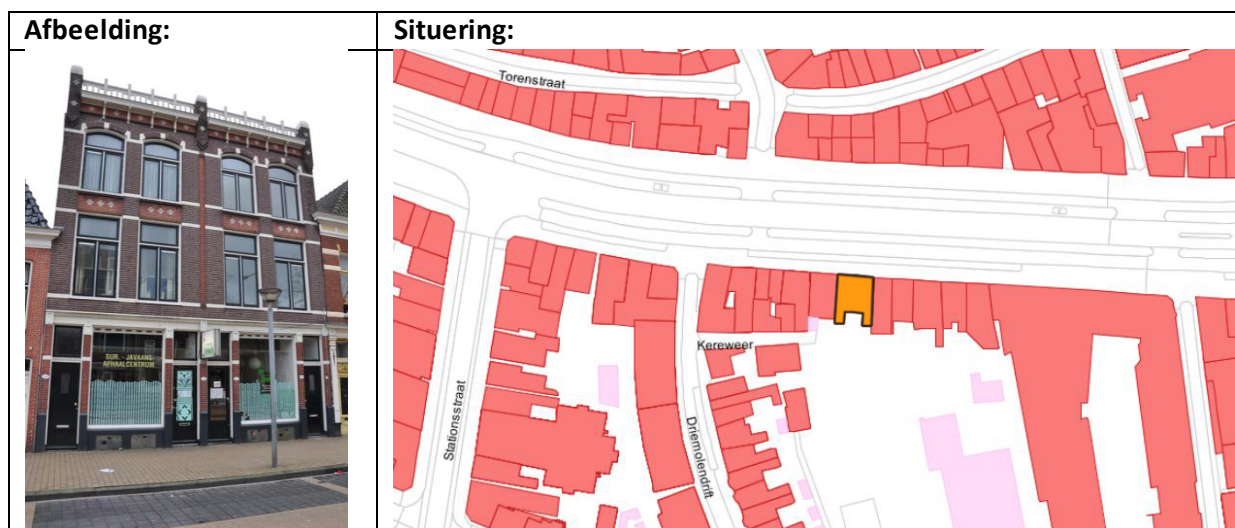 Afbeelding:
Situering:
SUR. - JAVAANS
AFHAALCENTRUM
Torenstraat
Kereweer
Stationsstraat
Driemolendrift